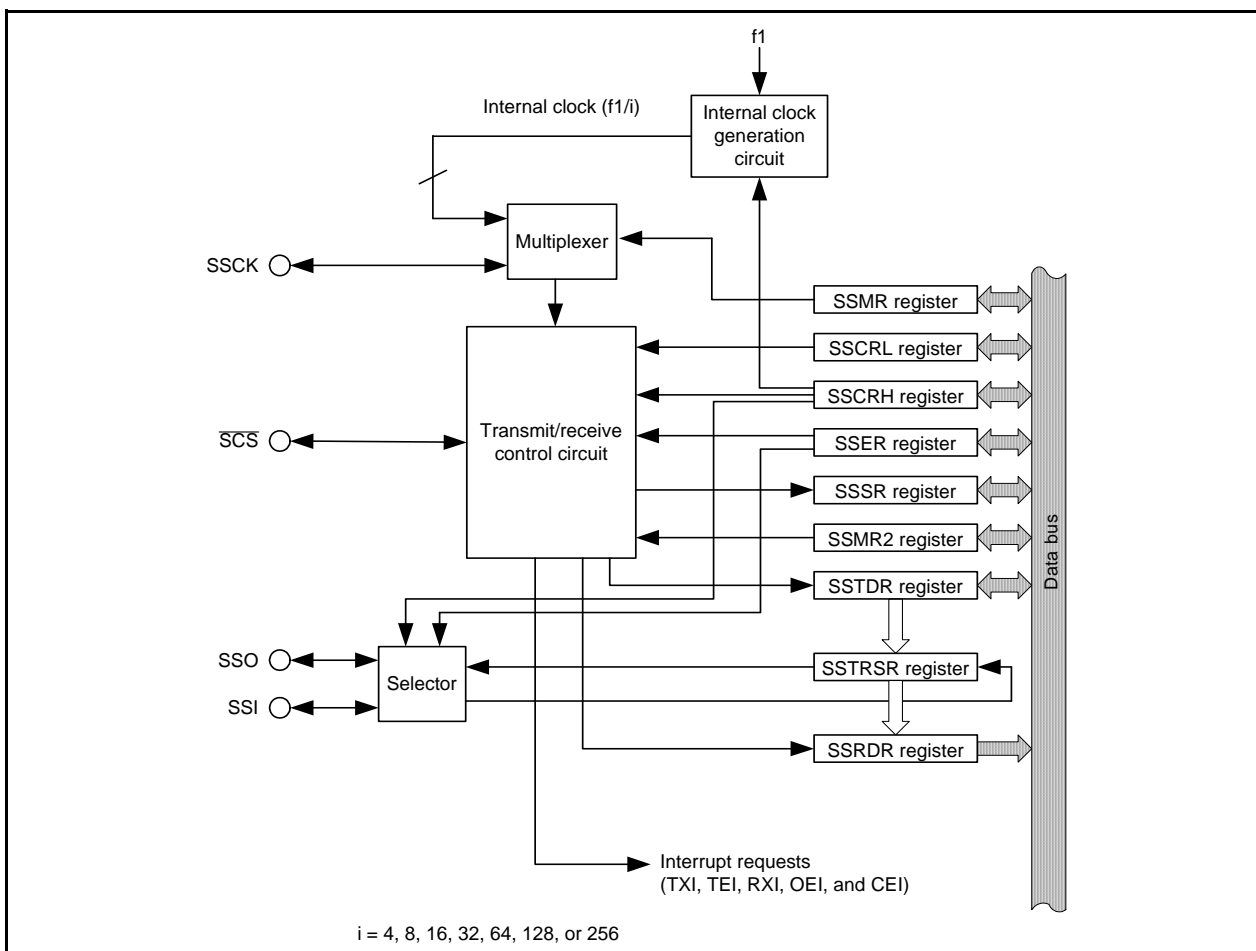 f1
Internal clock (f1/i)
Internal clock
generation
circuit
Multiplexer
SSCK
SSMR register
SSCRL register
SSCRH register
SCS
Transmit/receive
control circuit
SSER register
SSSR register
SSMR2 register
Data bus
SSTDR register
SSO
SSTRSR register
Selector
SSI
SSRDR register
Interrupt requests
(TXI, TEI, RXI, OEI, and CEI)
i = 4, 8, 16, 32, 64, 128, or 256